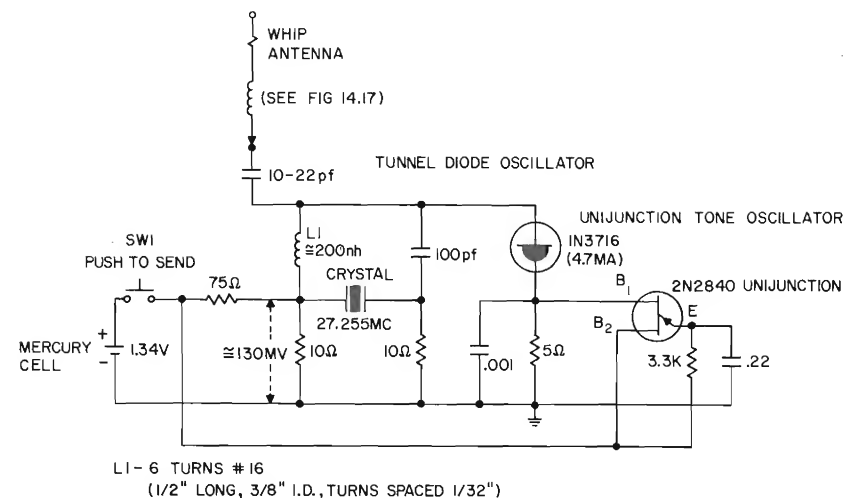 WHIP
ANTENNA
(SEE FIG 14.17)
TUNNEL DIODE OSCILLATOR
10-22pf
UNIJUNCTION TONE OSCILLATOR
SW1
PUSH TO SEND
L1
≅200nh
100pf
1N3716
(4.7MA)
75Ω
CRYSTAL
B1
2N2840 UNIJUNCTION
27.255MC
B2
E
MERCURY
CELL
+
-
1.34V
≅130MV
10Ω
10Ω
.001
5Ω
3.3K
.22
L1- 6 TURNS #16
(1/2" LONG, 3/8" I.D., TURNS SPACED 1/32")